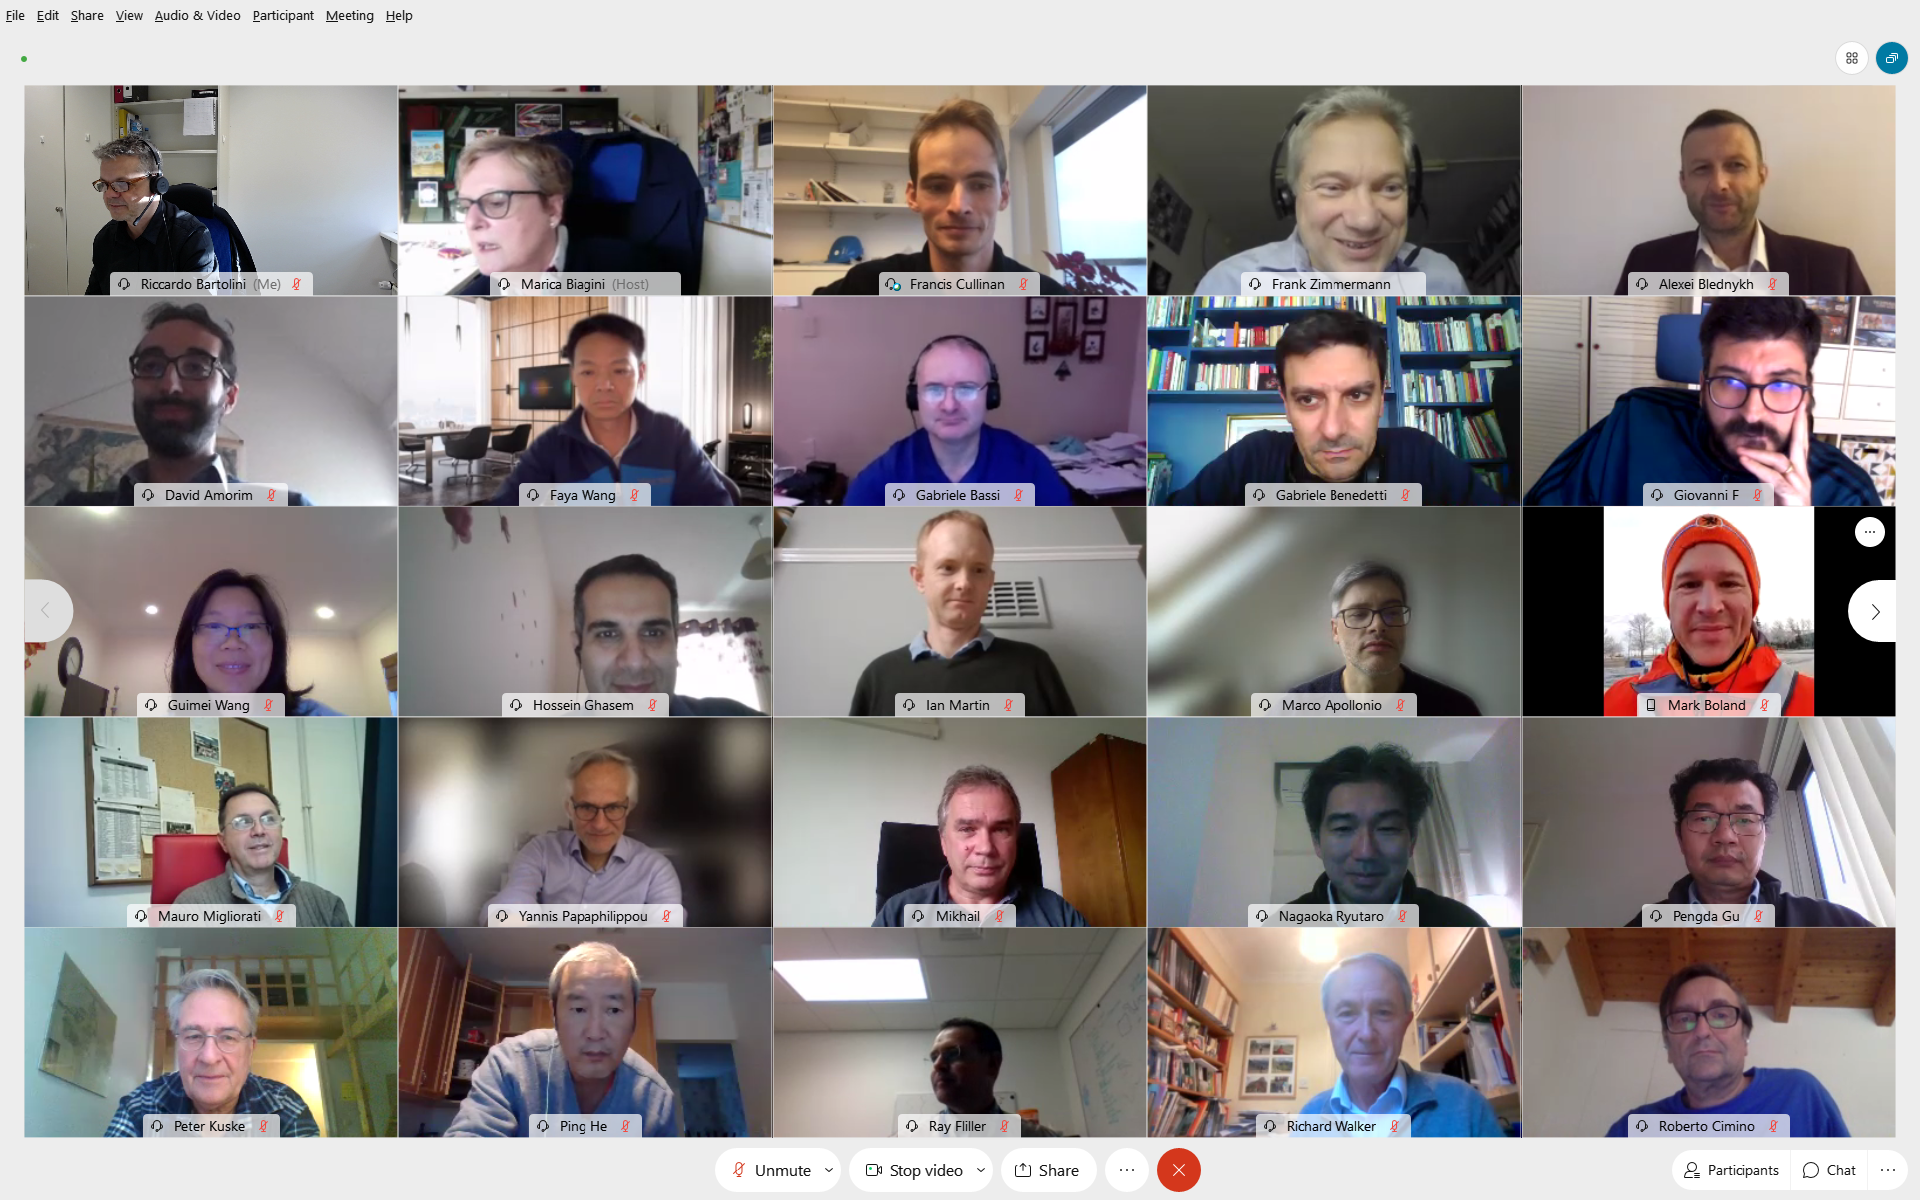 File Edit Share View Audio & Video Participant Meeting Help
Riccardo Bartolini (Me)
Marica Biagini (Host)
Francis Cullinan
Frank Zimmermann
Alexei Blednykh
David Amorim
Faya Wang
Gabriele Bassi
Gabriele Benedetti
Giovanni F
Guimei Wang
Hossein Ghasem
Ian Martin
Marco Apollonio
Mark Boland
Mauro Migliorati
Yannis Papaphilippou
Mikhail
Nagaoka Ryutaro
Pengda Gu
Peter Kuske
Ping He
Ray Fliller
Richard Walker
Roberto Cimino
Unmute Stop video Share Participants Chat